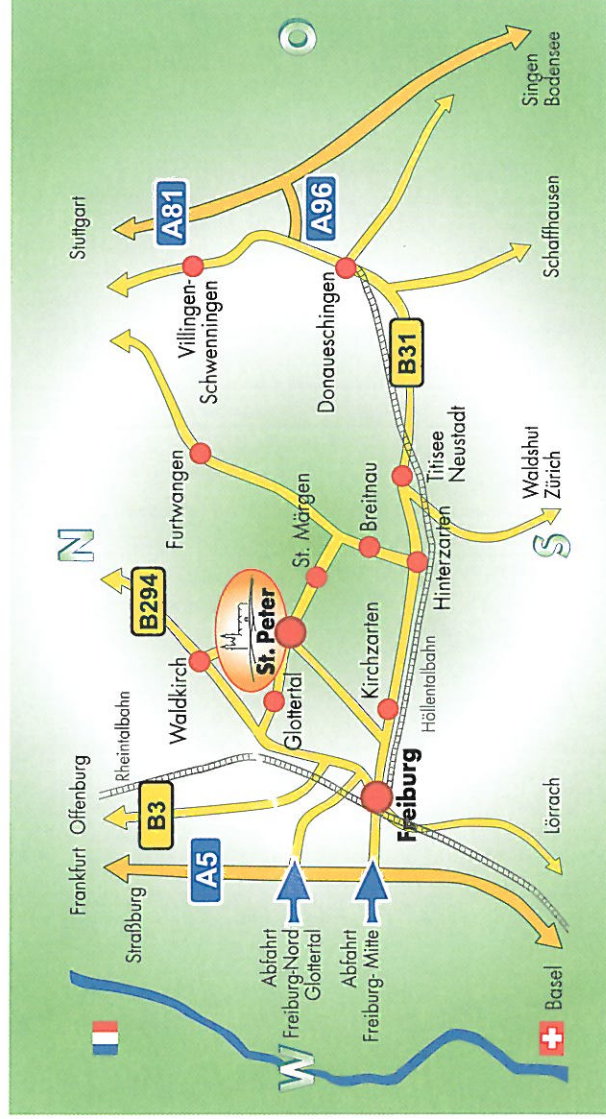 N
O
S
W
Frankfurt
Offenburg
Straßburg
Rheintalbahn
Stuttgart
A5
B3
B294
A81
A96
B31
Waldkirch
Furtwangen
Villingen-
Schwenningen
St. Peter
Glottertal
St. Märgen
Breitnau
Donaueschingen
Abfahrt
Freiburg-Nord
Glottertal
Abfahrt
Freiburg- Mitte
Freiburg
Kirchzarten
Höllentalbahn
Hinterzarten
Titisee
Neustadt
Basel
Lörrach
Waldshut
Zürich
Schaffhausen
Singen
Bodensee